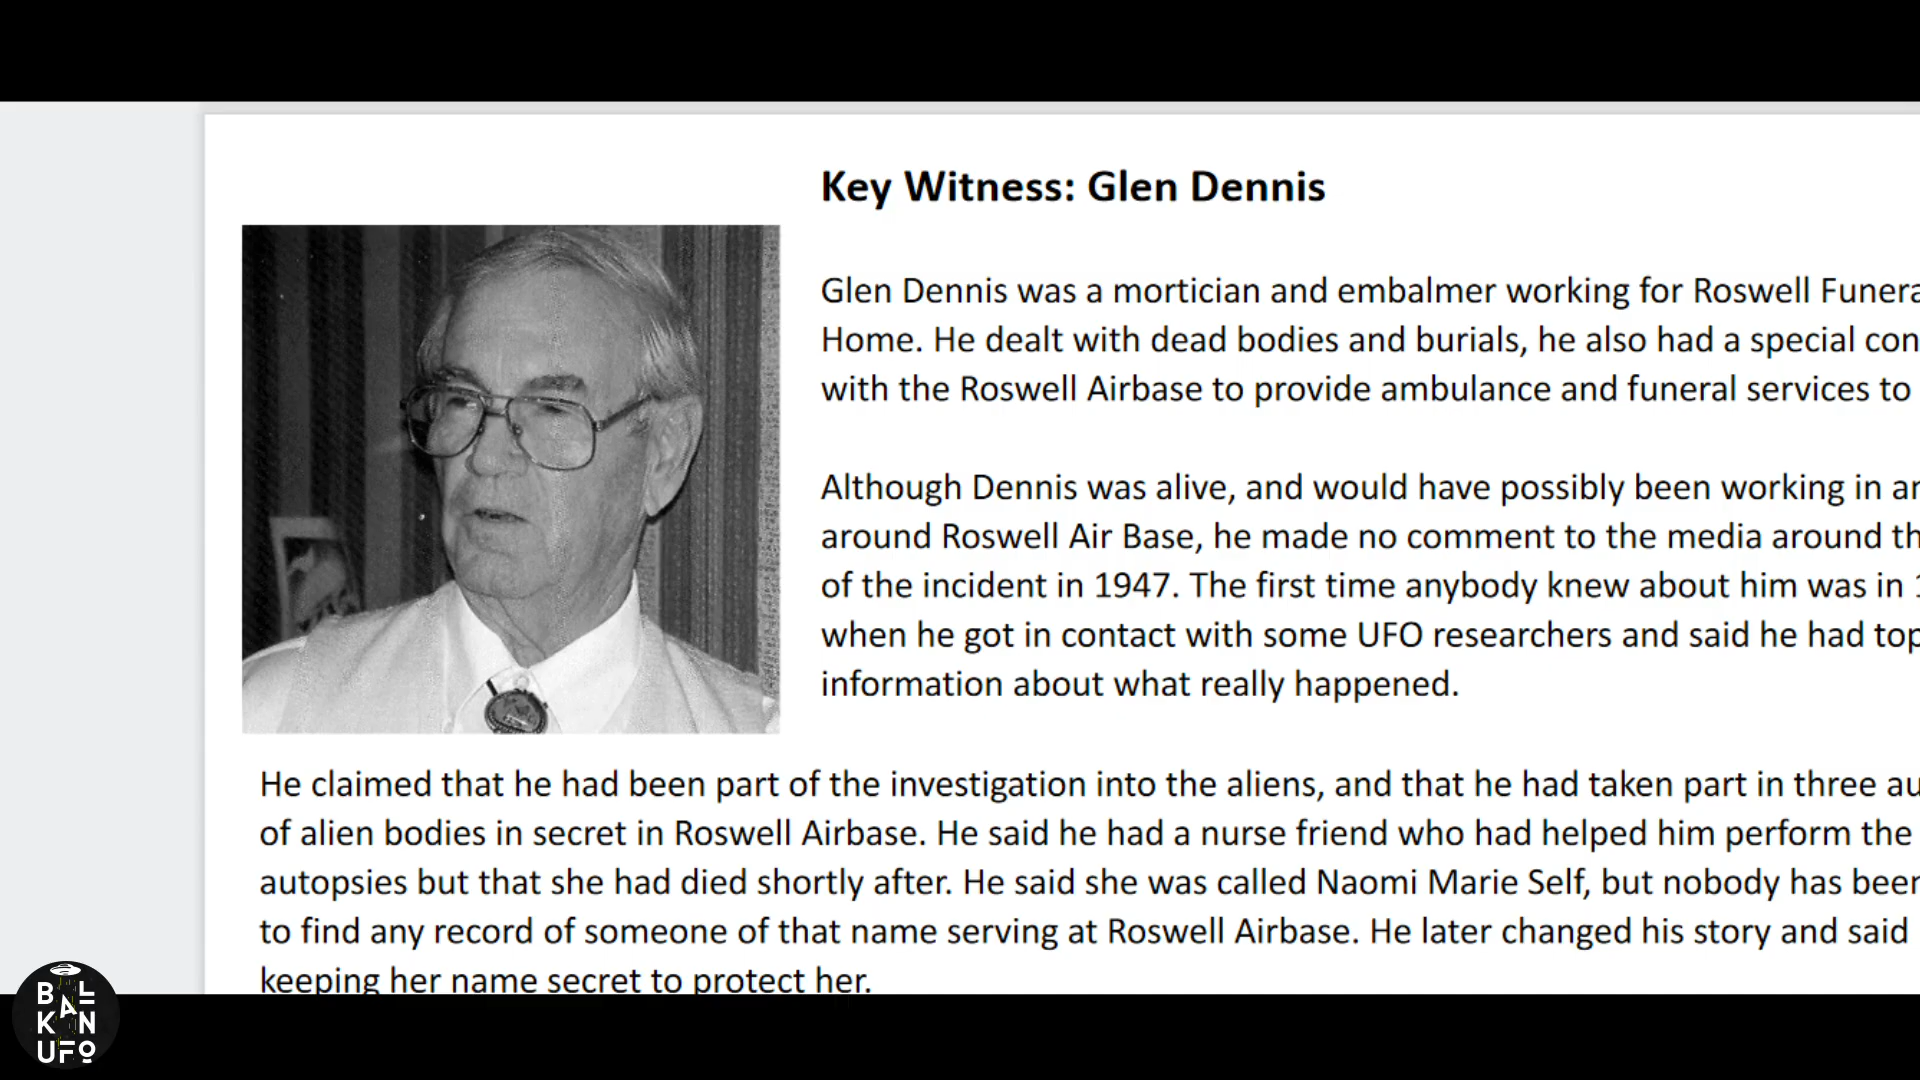 Key Witness: Glen Dennis
Glen Dennis was a mortician and embalmer working for Roswell Funera
Home. He dealt with dead bodies and burials, he also had a special con
with the Roswell Airbase to provide ambulance and funeral services to
Although Dennis was alive, and would have possibly been working in an
around Roswell Air Base, he made no comment to the media around th
of the incident in 1947. The first time anybody knew about him was in 1
when he got in contact with some UFO researchers and said he had top
information about what really happened.
He claimed that he had been part of the investigation into the aliens, and that he had taken part in three au
of alien bodies in secret in Roswell Airbase. He said he had a nurse friend who had helped him perform the
autopsies but that she had died shortly after. He said she was called Naomi Marie Self, but nobody has been
to find any record of someone of that name serving at Roswell Airbase. He later changed his story and said
keeping her name secret to protect her.
BALKAN
UFO